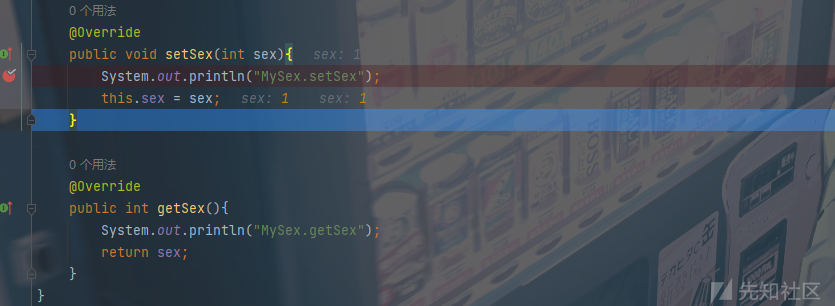 0 个用法
@Override
public void setSex(int sex){ sex: 1
System.out.println("MySex.setSex");
this.sex = sex; sex: 1 sex: 1
}
0 个用法
@Override
public int getSex(){
System.out.println("MySex.getSex");
return sex;
}
}
BOSS
先知社区